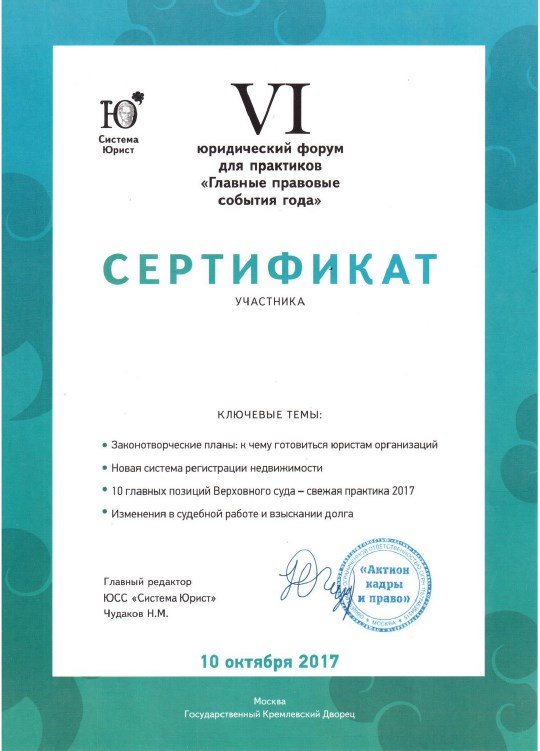 Ю
Система
Юрист
VI
юридический форум
для практиков
«Главные правовые
события года»
СЕРТИФИКАТ
УЧАСТНИКА
КЛЮЧЕВЫЕ ТЕМЫ:
• Законотворческие планы: к чему готовиться юристам организаций
• Новая система регистрации недвижимости
• 10 главных позиций Верховного суда – свежая практика 2017
• Изменения в судебной работе и взыскании долга
Главный редактор
ЮСС «Система Юрист»
Чудаков Н.М.
«Актион
кадры
и право»
МОСКВА
10 октября 2017
Москва
Государственный Кремлевский Дворец